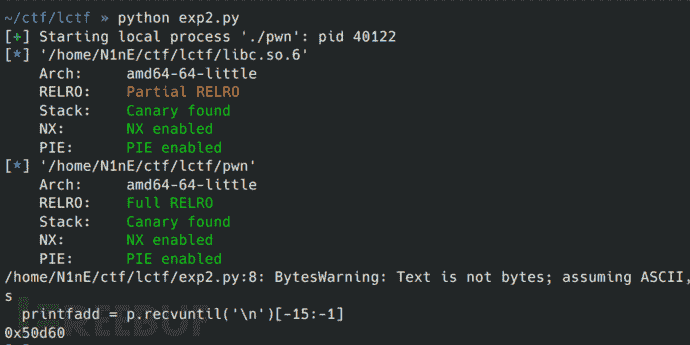 ~/ctf/lctf » python exp2.py
[+] Starting local process './pwn': pid 40122
[*] '/home/N1nE/ctf/lctf/libc.so.6'
    Arch:     amd64-64-little
    RELRO:    Partial RELRO
    Stack:    Canary found
    NX:       NX enabled
    PIE:      PIE enabled
[*] '/home/N1nE/ctf/lctf/pwn'
    Arch:     amd64-64-little
    RELRO:    Full RELRO
    Stack:    Canary found
    NX:       NX enabled
    PIE:      PIE enabled
/home/N1nE/ctf/lctf/exp2.py:8: BytesWarning: Text is not bytes; assuming ASCII,
s
  printfadd = p.recvuntil('\n')[-15:-1]
0x50d60